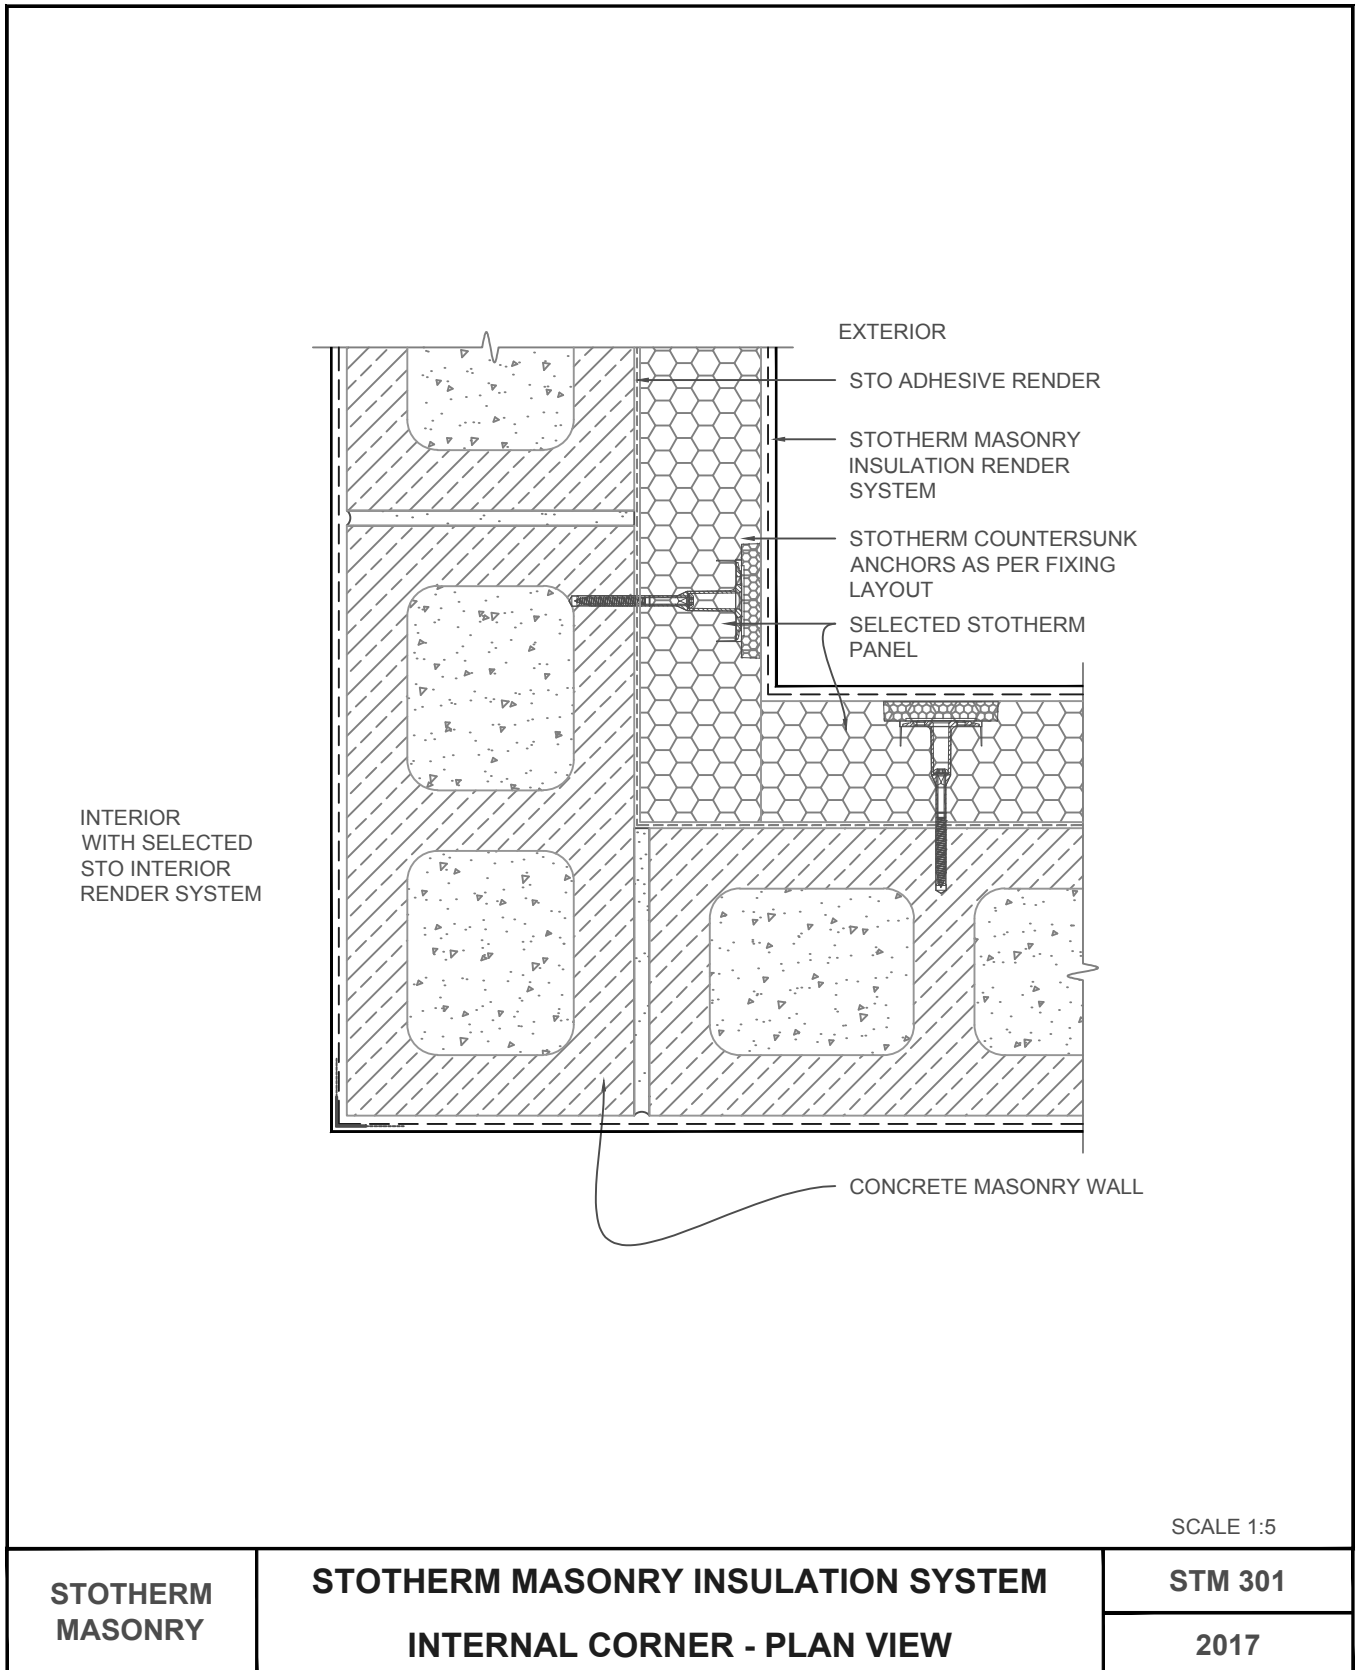 EXTERIOR
STO ADHESIVE RENDER
STOTHERM MASONRY
INSULATION RENDER
SYSTEM
STOTHERM COUNTERSUNK
ANCHORS AS PER FIXING
LAYOUT
SELECTED STOTHERM
PANEL
INTERIOR
WITH SELECTED
STO INTERIOR
RENDER SYSTEM
CONCRETE MASONRY WALL
SCALE 1:5
STOTHERM
MASONRY
STOTHERM MASONRY INSULATION SYSTEM
INTERNAL CORNER - PLAN VIEW
STM 301
2017